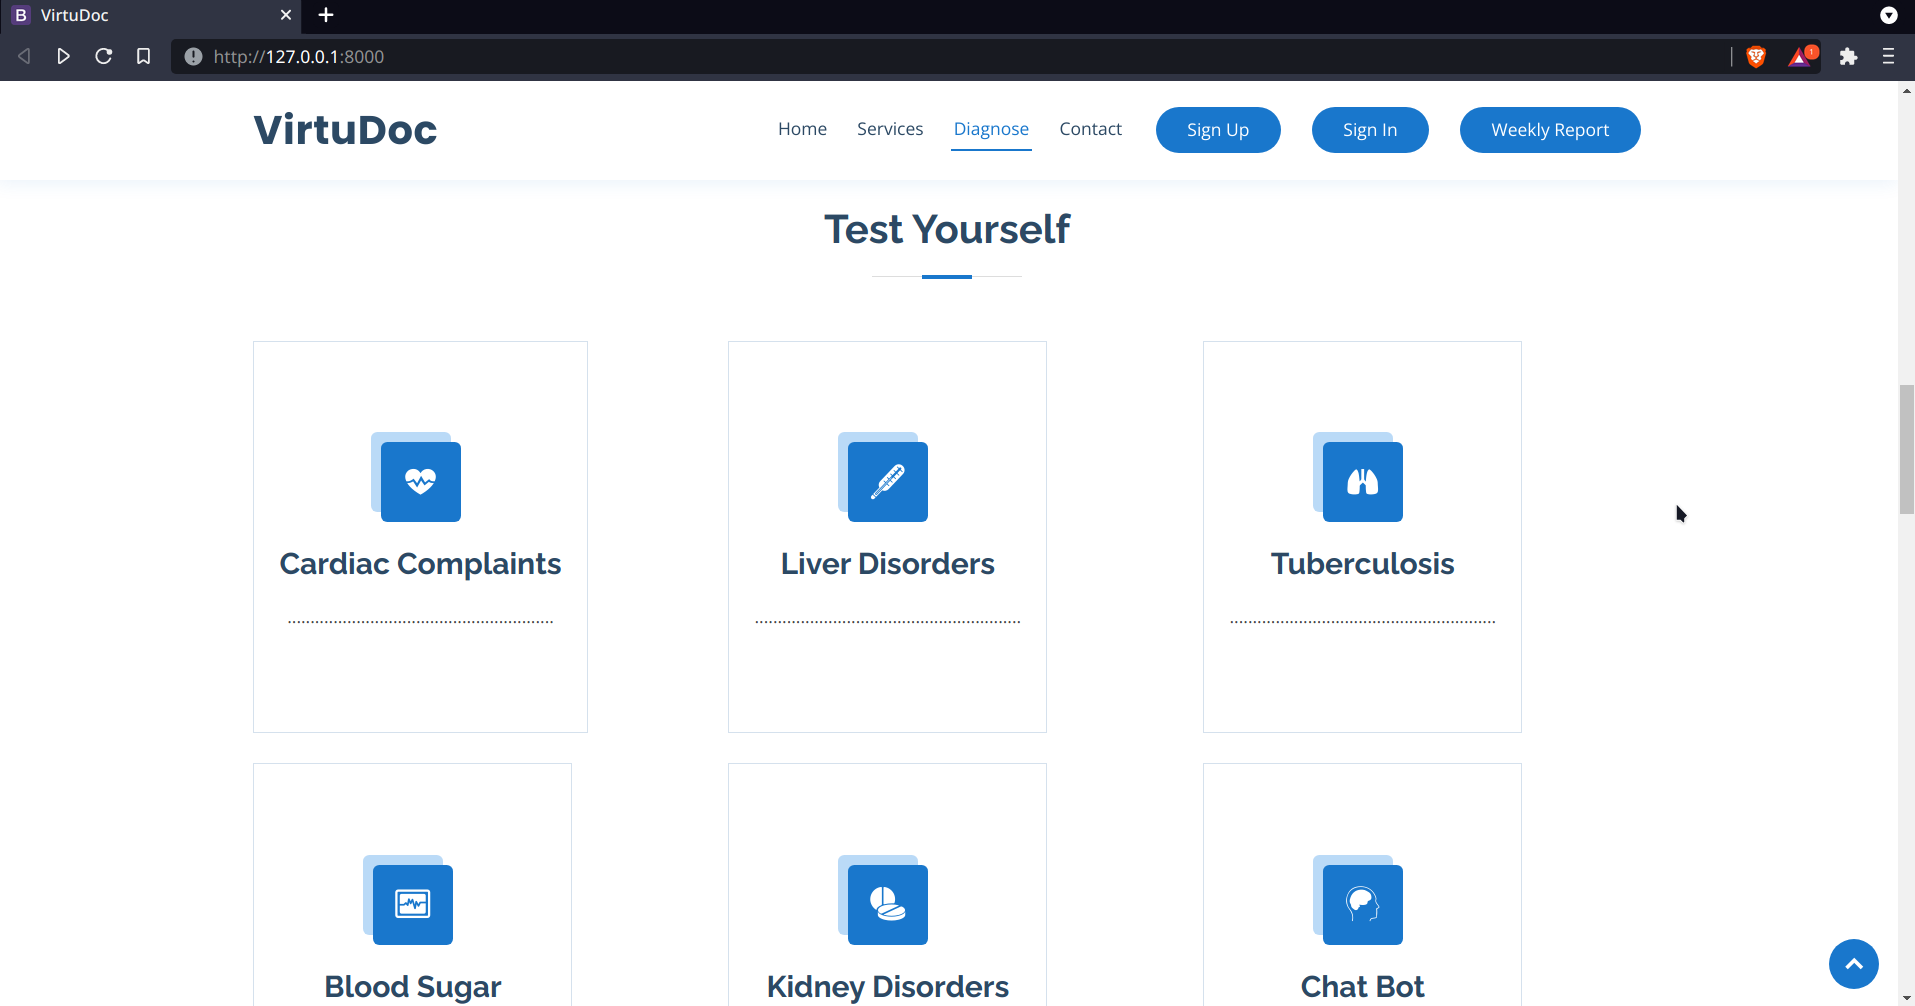 B VirtuDoc
http://127.0.0.1:8000
1
VirtuDoc
Home Services Diagnose Contact Sign Up Sign In Weekly Report
Test Yourself
Cardiac Complaints Liver Disorders Tuberculosis
.......................................................... .......................................................... ..........................................................
Blood Sugar Kidney Disorders Chat Bot